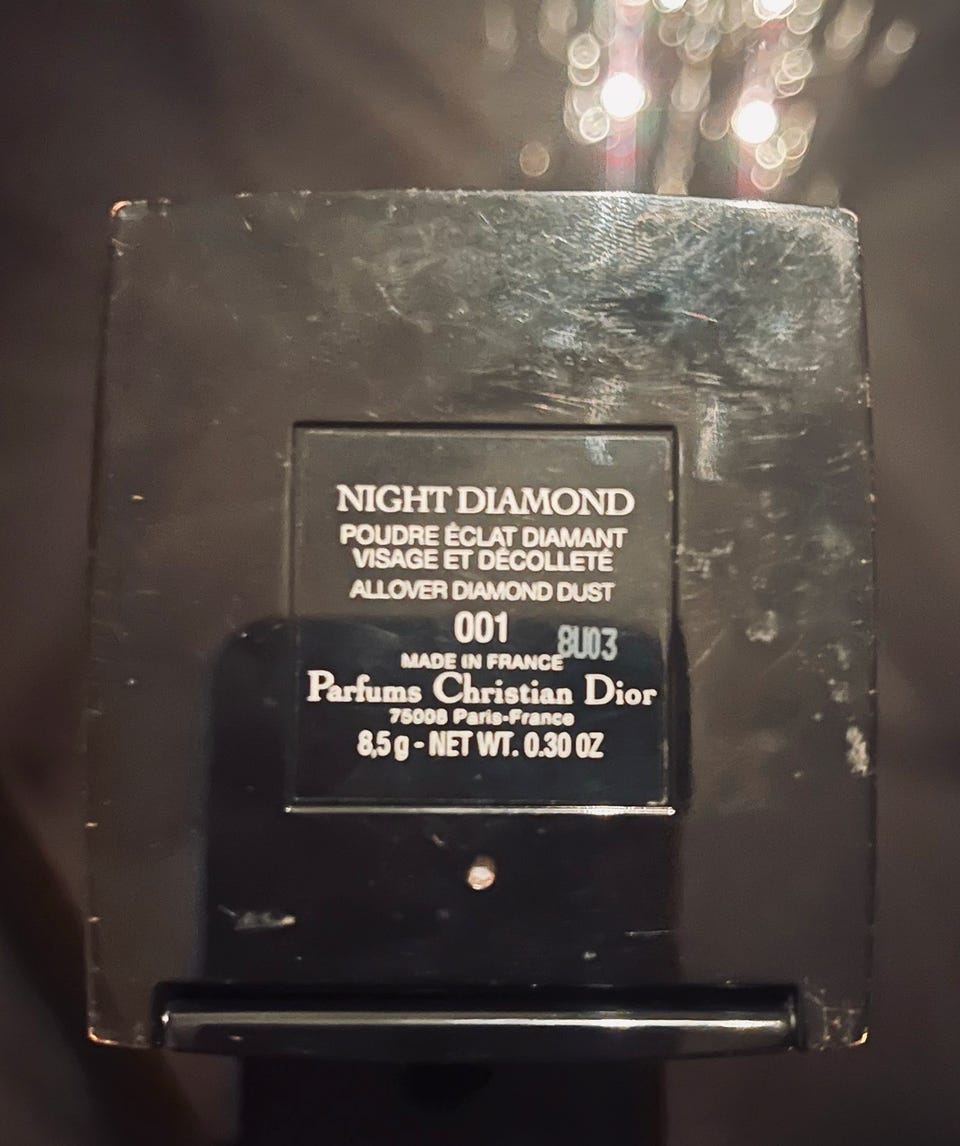 NIGHT DIAMOND
POUDRE ÉCLAT DIAMANT
VISAGE ET DÉCOLLETÉ
ALLOVER DIAMOND DUST
001
8U03
MADE IN FRANCE
Parfums Christian Dior
75008 Paris-France
8,5 g - NET WT. 0.30 OZ